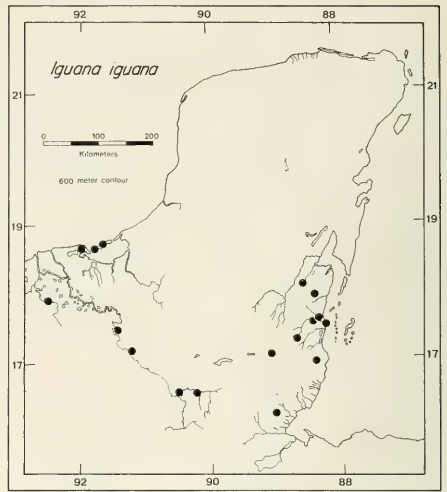 92 90 88
Iguana iguana
21 21
0 100 200
Kilometers
600 meter contour
19 19
17 17
92 90 88